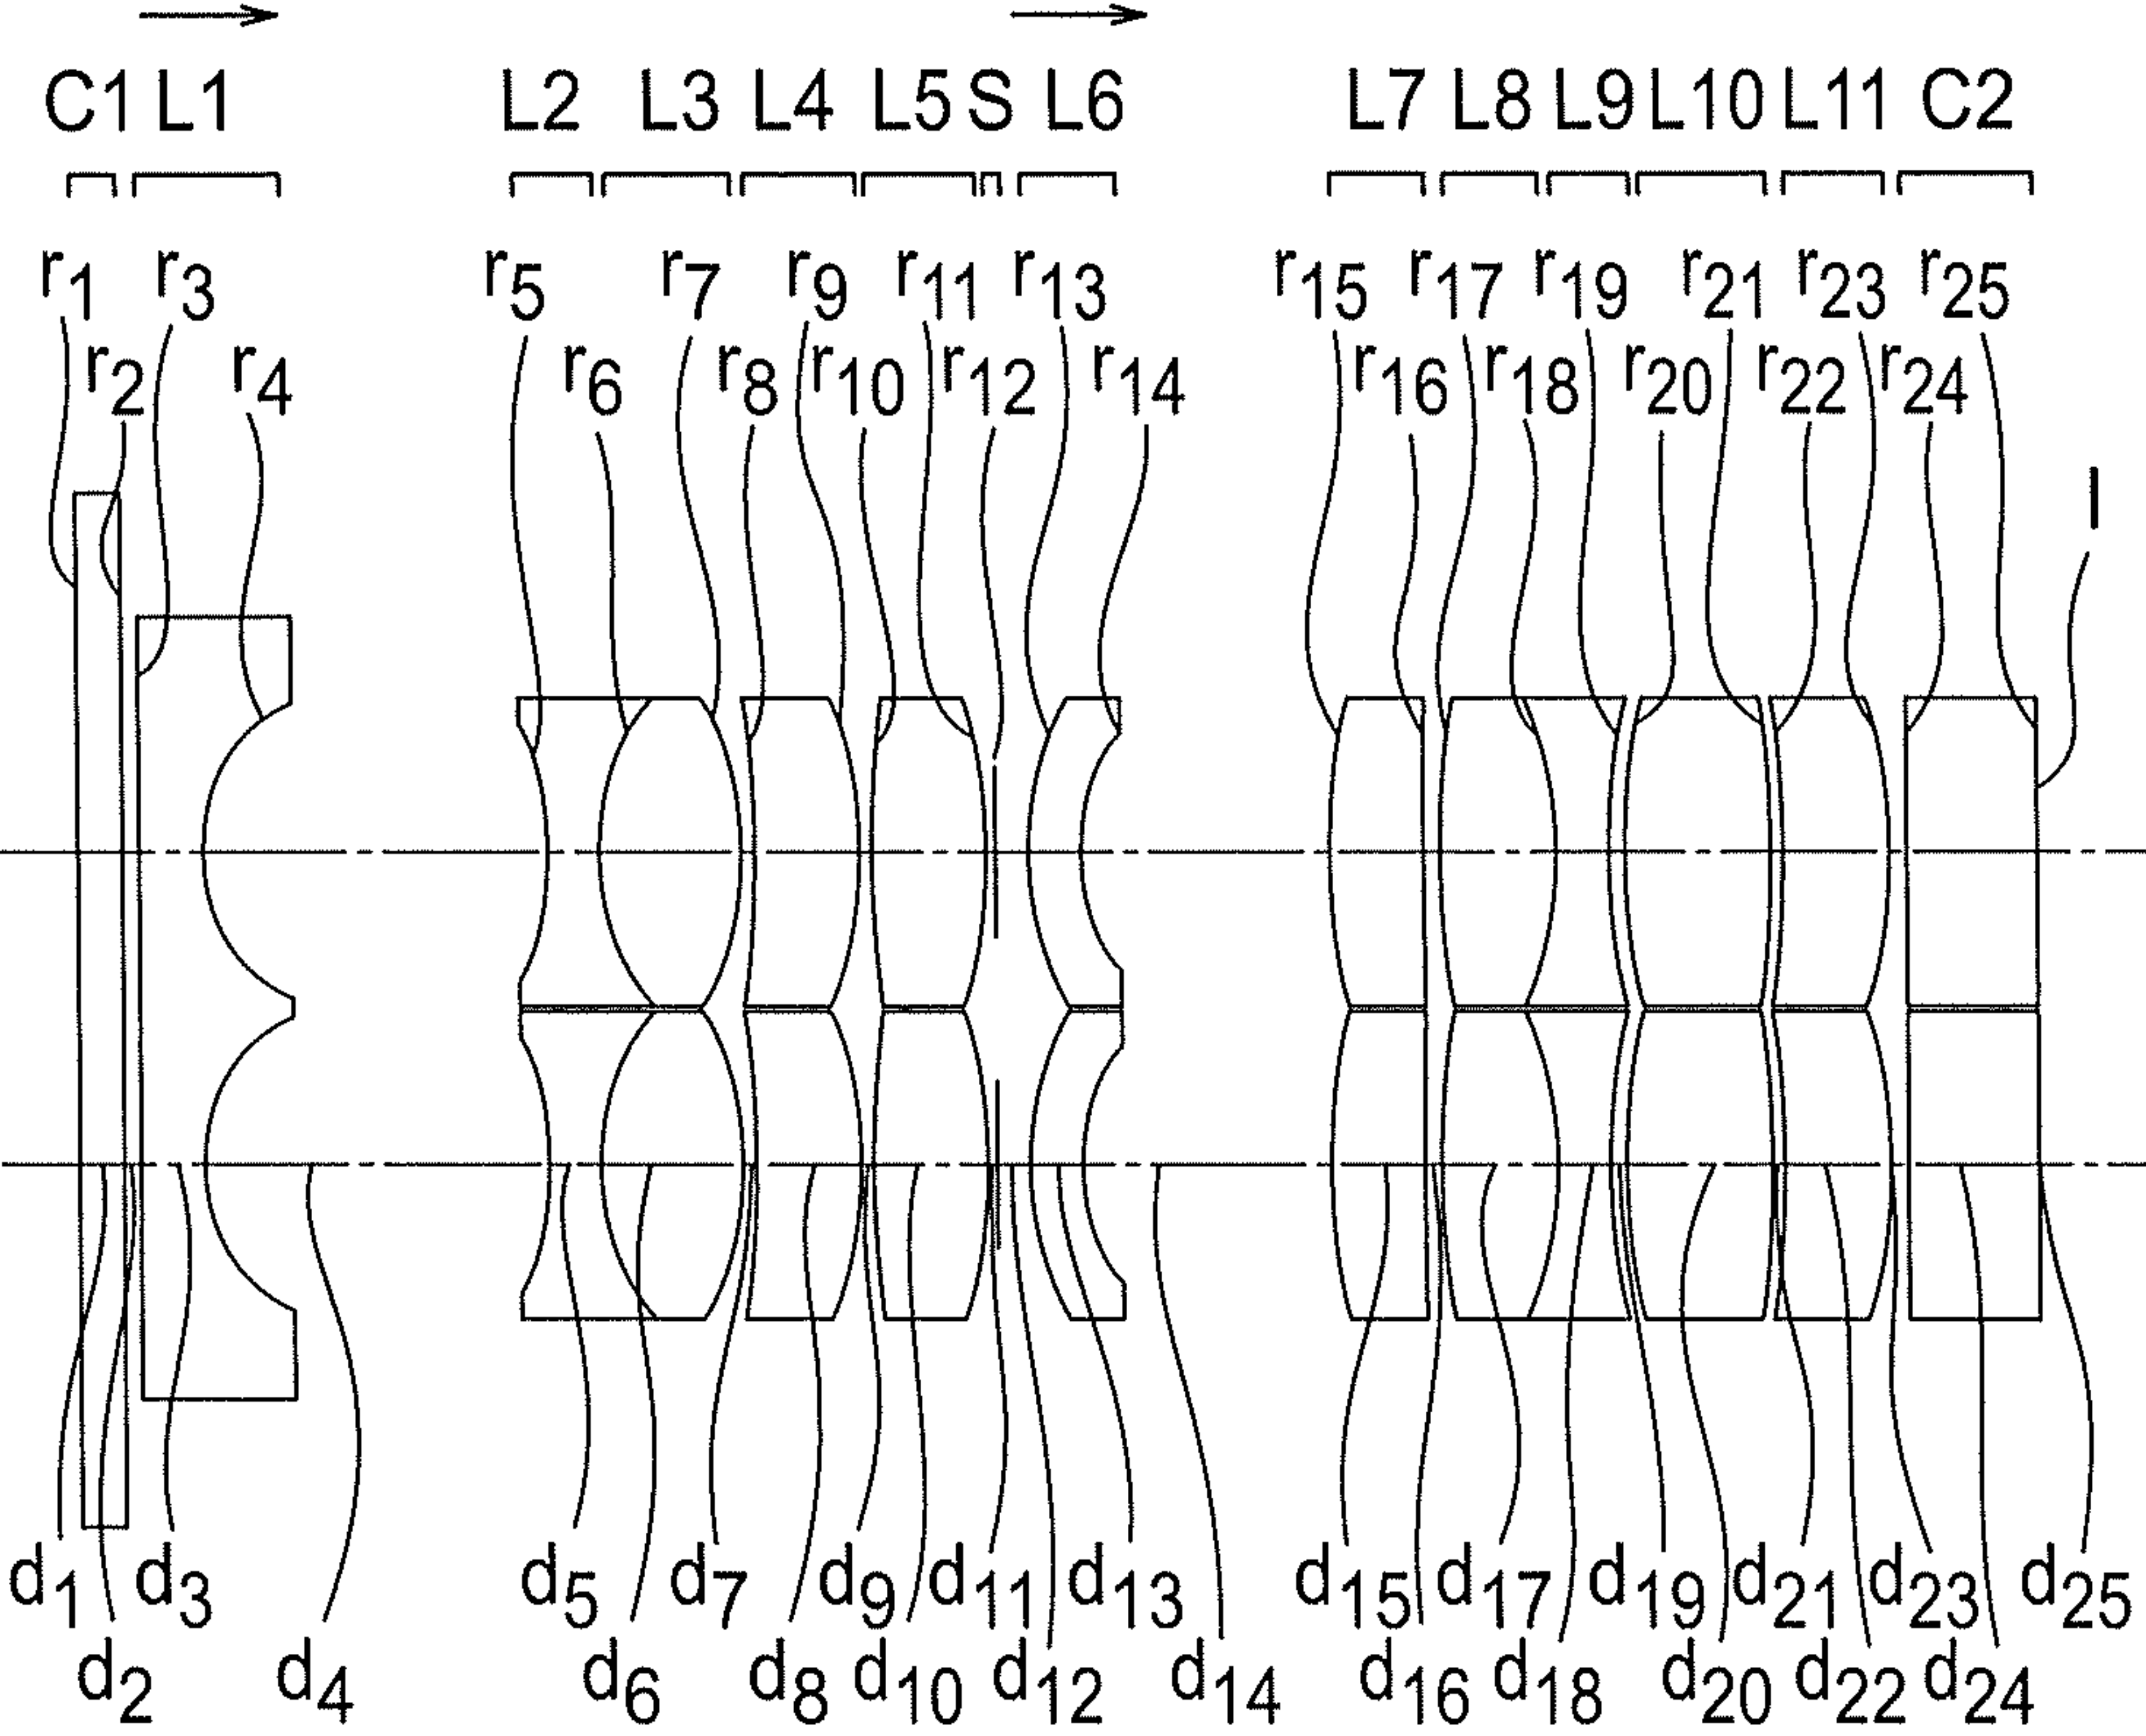 C1 L1 L2 L3 L4 L5 S L6 L7 L8 L9 L10 L11 C2
r1 r3 r5 r7 r9 r11 r13 r15 r17 r19 r21 r23 r25
r2 r4 r6 r8 r10 r12 r14 r16 r18 r20 r22 r24
I
d1 d3 d5 d7 d9 d11 d13 d15 d17 d19 d21 d23 d25
d2 d4 d6 d8 d10 d12 d14 d16 d18 d20 d22 d24